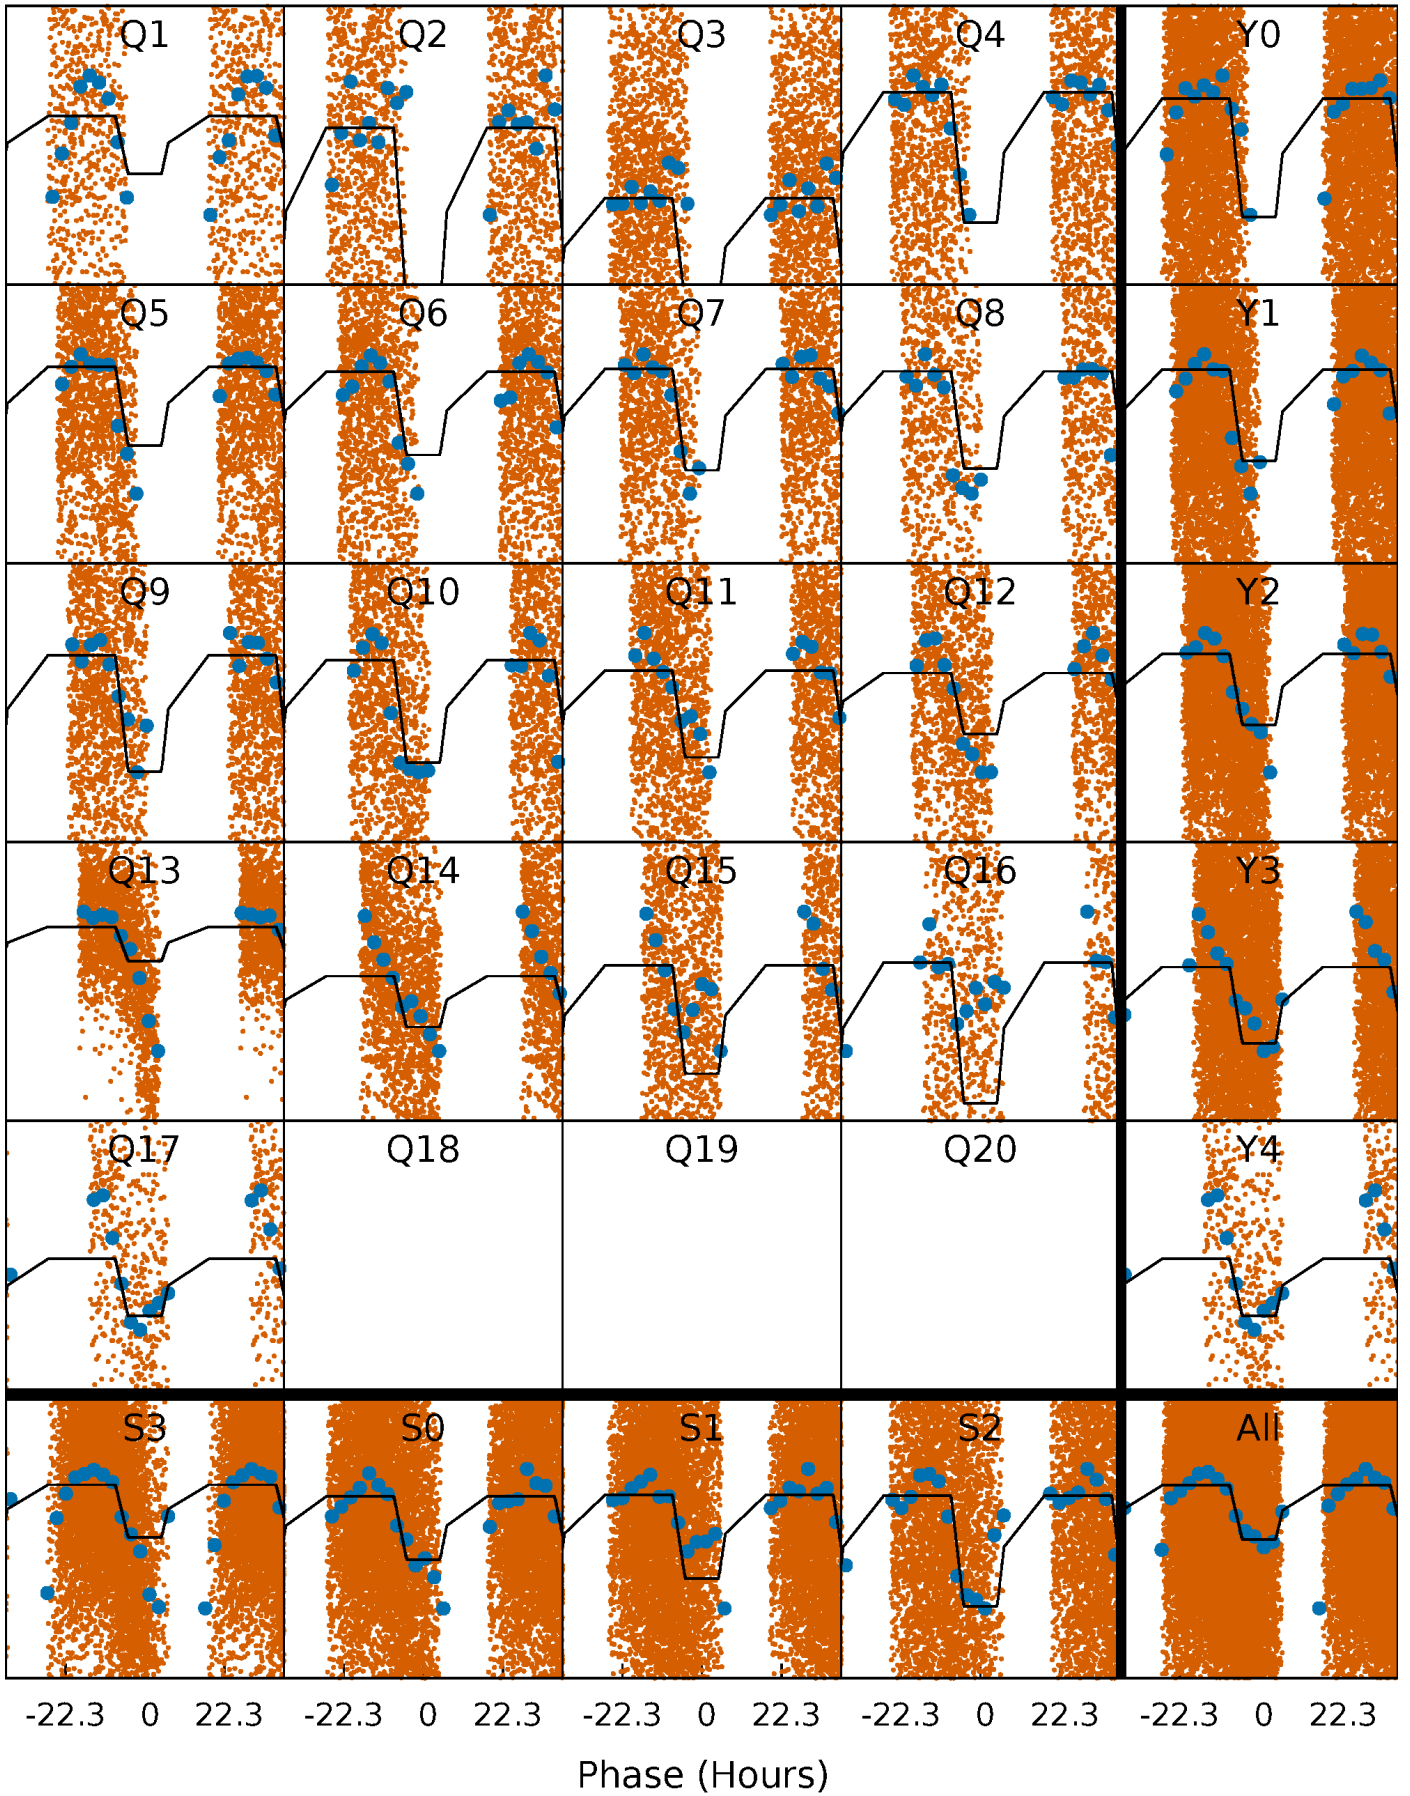 Q1 Q2 Q3 Q4 Y0
Q5 Q6 Q7 Q8 Y1
Q9 Q10 Q11 Q12 Y2
Q13 Q14 Q15 Q16 Y3
Q17 Q18 Q19 Q20 Y4
S3 S0 S1 S2 All
-22.3 0 22.3 -22.3 0 22.3 -22.3 0 22.3 -22.3 0 22.3 -22.3 0 22.3
Phase (Hours)